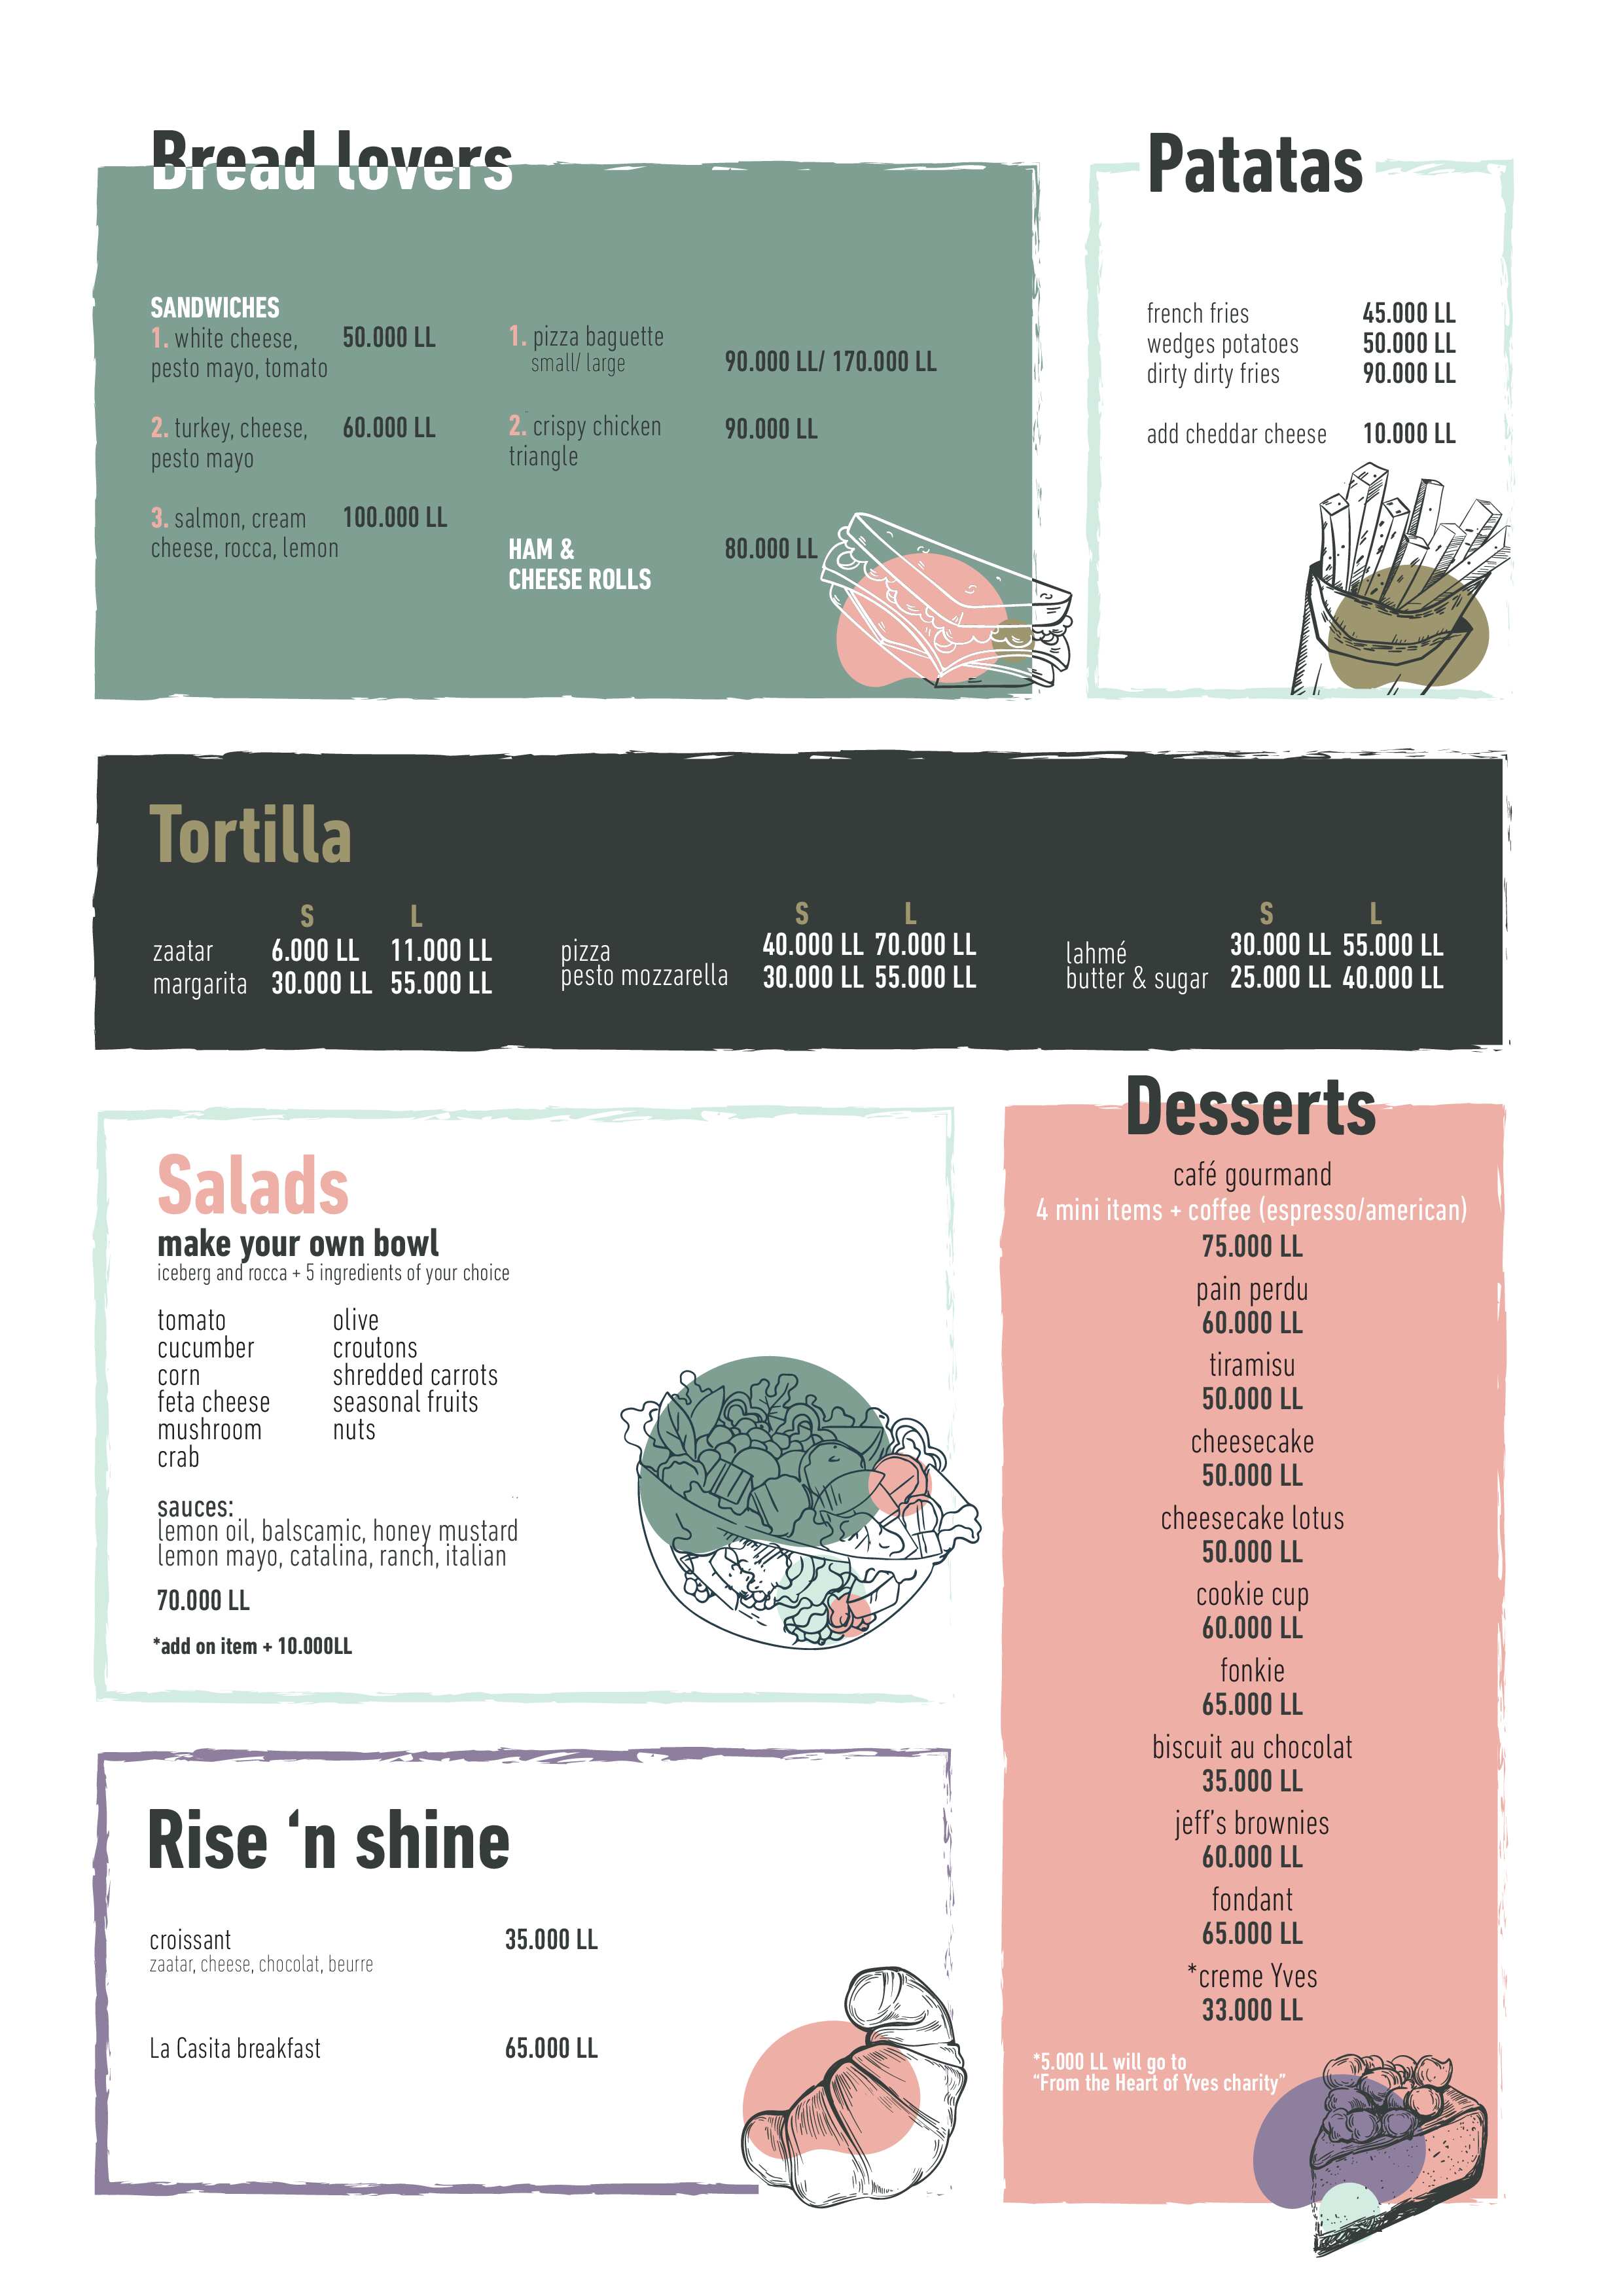 Bread lovers
SANDWICHES
1. white cheese, 50.000 LL
pesto mayo, tomato
2. turkey, cheese, 60.000 LL
pesto mayo
3. salmon, cream 100.000 LL
cheese, rocca, lemon
1. pizza baguette
small/ large 90.000 LL/ 170.000 LL
2. crispy chicken 90.000 LL
triangle
HAM & 80.000 LL
CHEESE ROLLS
Patatas
french fries 45.000 LL
wedges potatoes 50.000 LL
dirty dirty fries 90.000 LL
add cheddar cheese 10.000 LL
Tortilla
S L
zaatar 6.000 LL 11.000 LL
margarita 30.000 LL 55.000 LL
S L
pizza 40.000 LL 70.000 LL
pesto mozzarella 30.000 LL 55.000 LL
S L
lahmé 30.000 LL 55.000 LL
butter & sugar 25.000 LL 40.000 LL
Salads
make your own bowl
iceberg and rocca + 5 ingredients of your choice
tomato
cucumber
corn
feta cheese
mushroom
crab
olive
croutons
shredded carrots
seasonal fruits
nuts
sauces:
lemon oil, balscamic, honey mustard
lemon mayo, catalina, ranch, italian
70.000 LL
*add on item + 10.000LL
Rise ‘n shine
croissant 35.000 LL
zaatar, cheese, chocolat, beurre
La Casita breakfast 65.000 LL
Desserts
café gourmand
4 mini items + coffee (espresso/american)
75.000 LL
pain perdu
60.000 LL
tiramisu
50.000 LL
cheesecake
50.000 LL
cheesecake lotus
50.000 LL
cookie cup
60.000 LL
fonkie
65.000 LL
biscuit au chocolat
35.000 LL
jeff’s brownies
60.000 LL
fondant
65.000 LL
*creme Yves
33.000 LL
*5.000 LL will go to
“From the Heart of Yves charity”